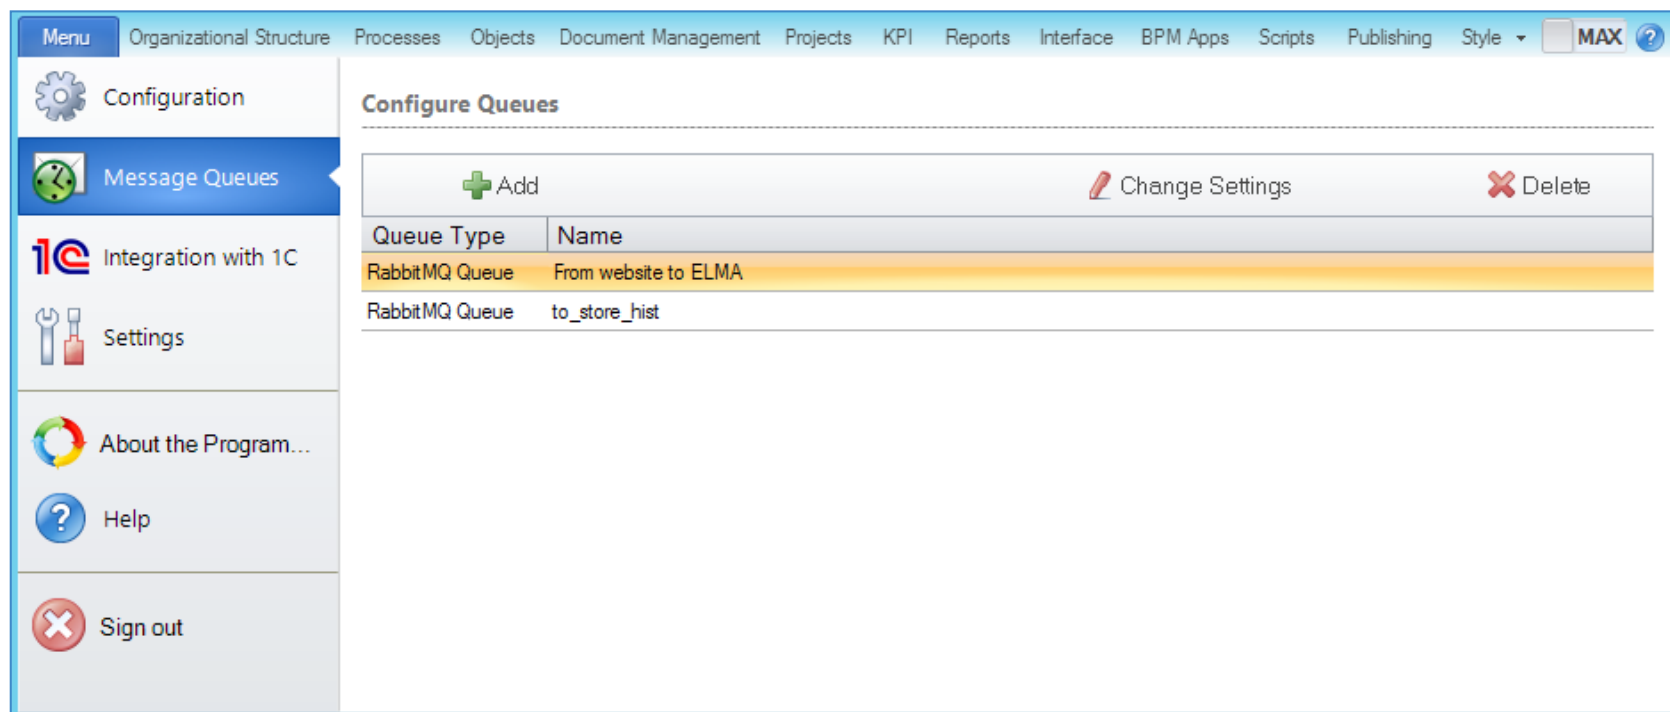 Menu Organizational Structure Processes Objects Document Management Projects KPI Reports Interface BPM Apps Scripts Publishing Style MAX ?
Configuration
Message Queues
1C Integration with 1C
Settings
About the Program...
? Help
Sign out
Configure Queues
Add Change Settings Delete
Queue Type Name
RabbitMQ Queue From website to ELMA
RabbitMQ Queue to_store_hist